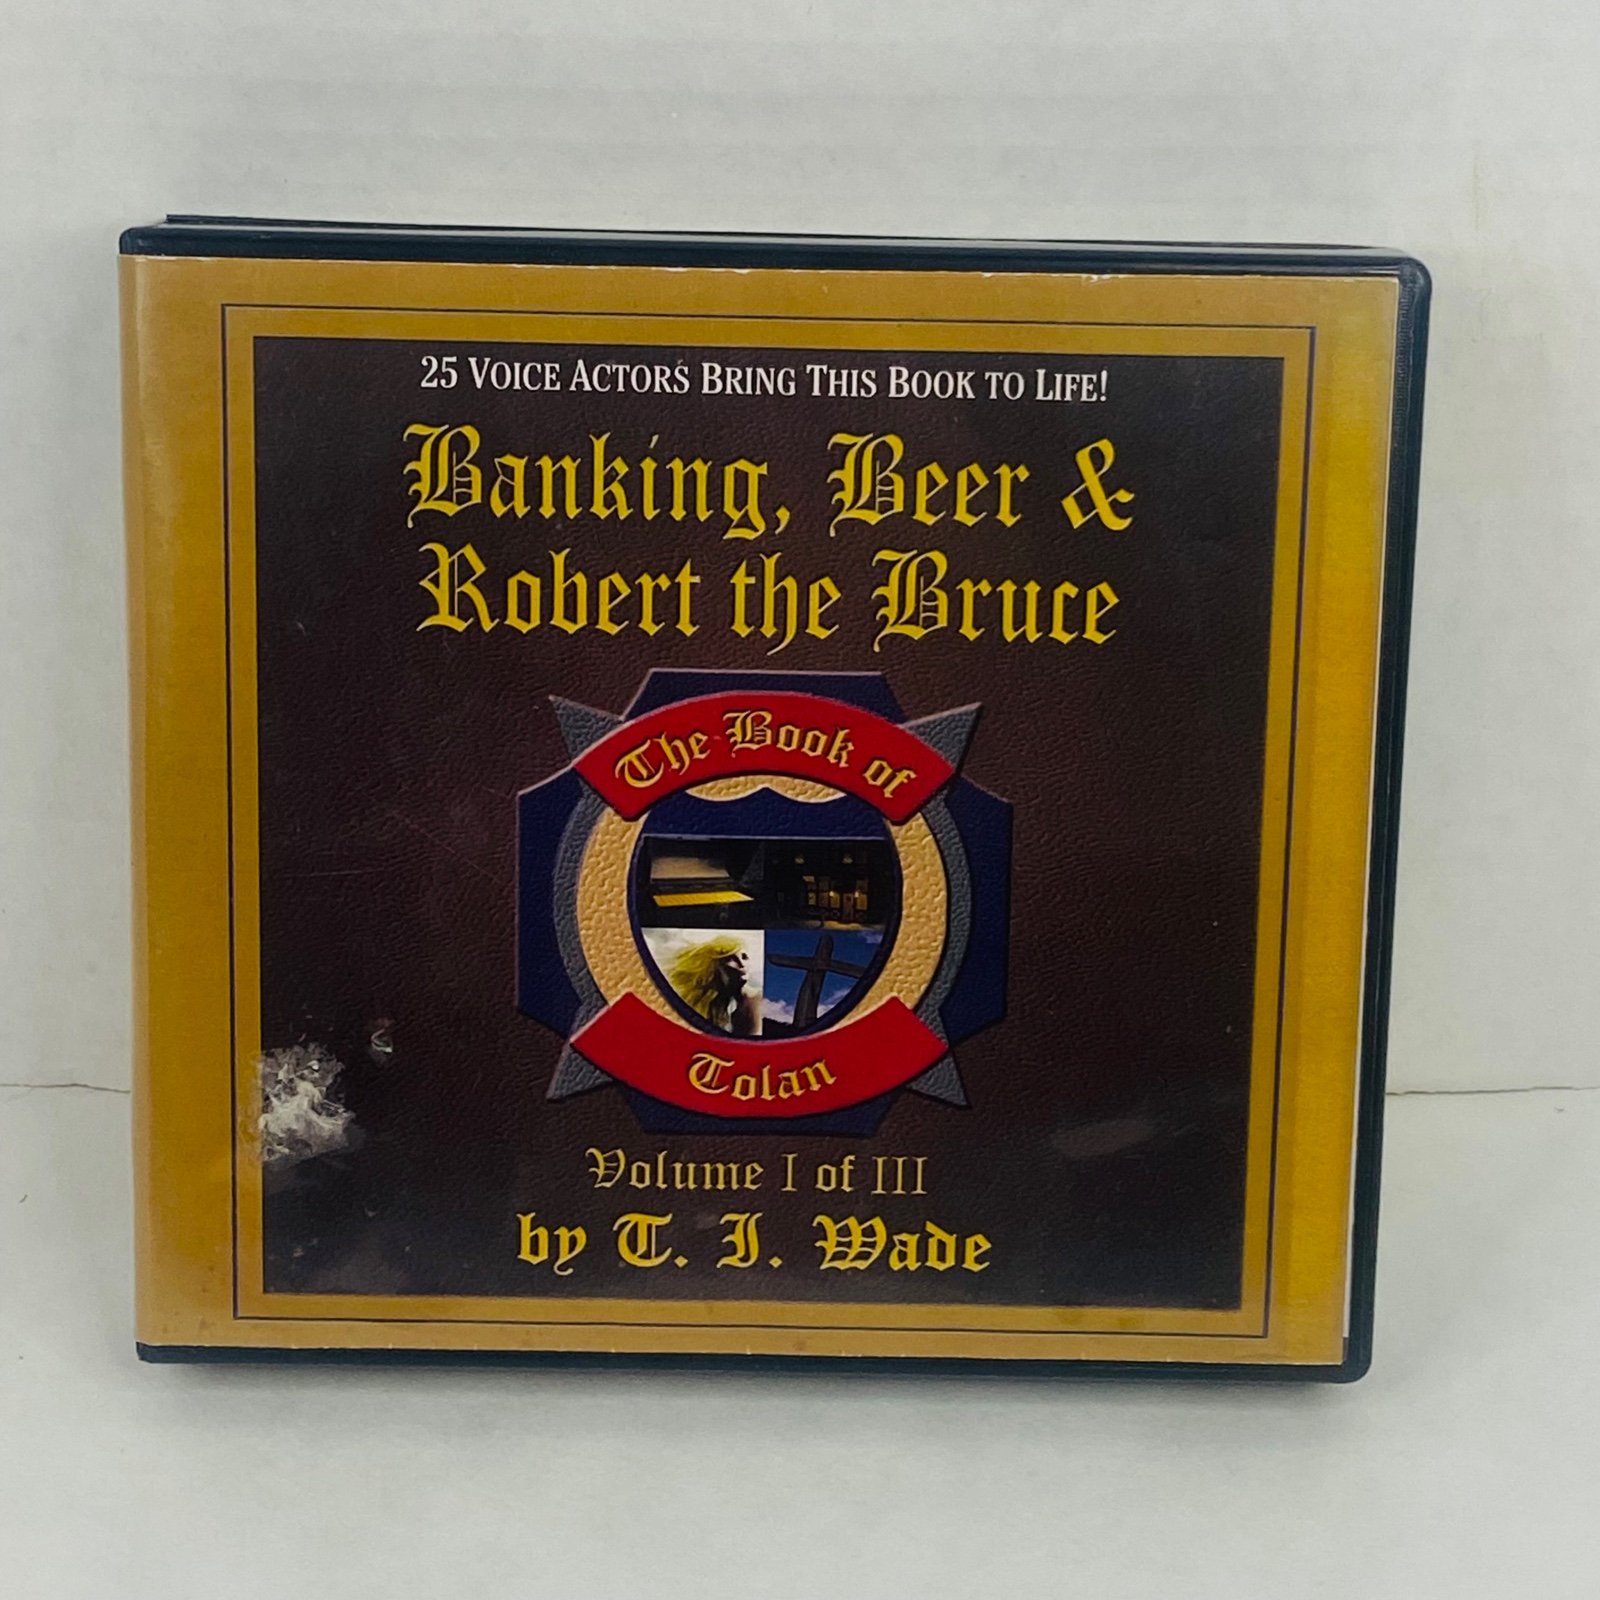 25 VOICE ACTORS BRING THIS BOOK TO LIFE!
Banking, Beer &
Robert the Bruce
The Book of
Tolan
Volume I of III
by T. J. Wade